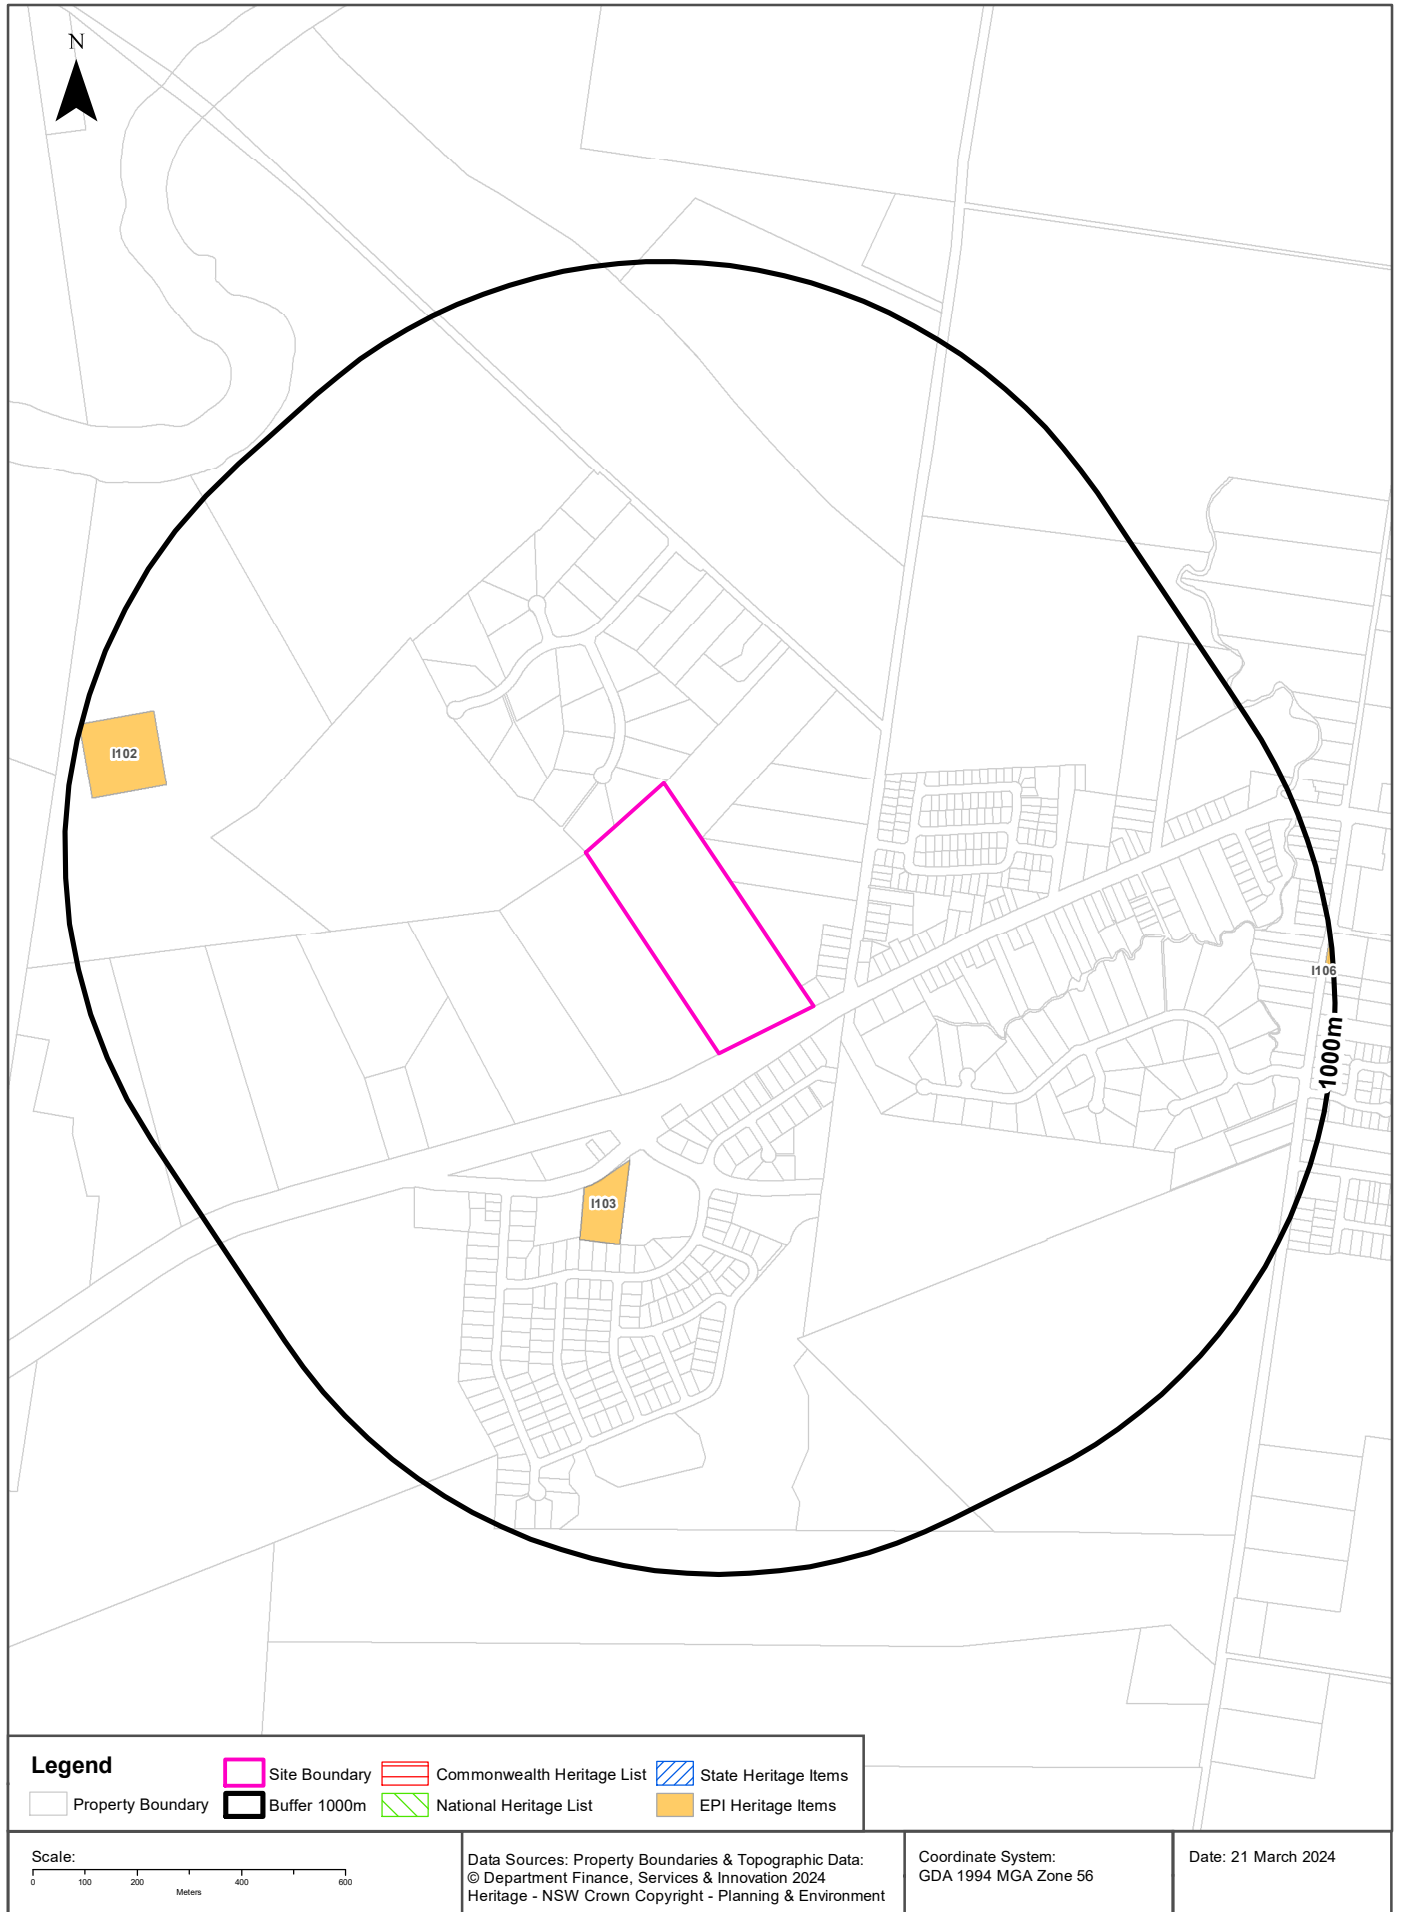 N
I102
I106
1000m
I103
Legend
Property Boundary
Site Boundary
Buffer 1000m
Commonwealth Heritage List
National Heritage List
State Heritage Items
EPI Heritage Items
Scale:
0 100 200 400 600
Meters
Data Sources: Property Boundaries & Topographic Data:
© Department Finance, Services & Innovation 2024
Heritage - NSW Crown Copyright - Planning & Environment
Coordinate System:
GDA 1994 MGA Zone 56
Date: 21 March 2024